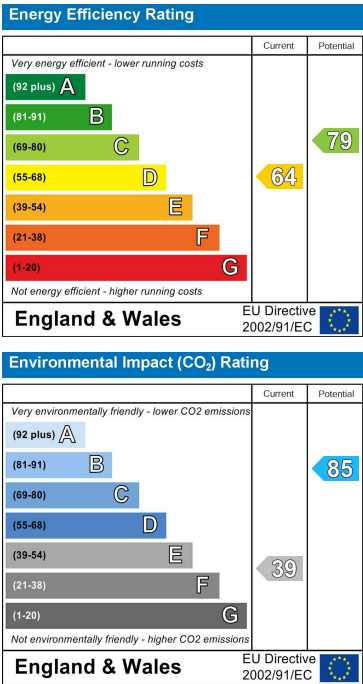 Energy Efficiency Rating
Current Potential
Very energy efficient - lower running costs
(92 plus) A
(81-91) B
(69-80) C
79
(55-68) D
64
(39-54) E
(21-38) F
(1-20) G
Not energy efficient - higher running costs
England & Wales
EU Directive
2002/91/EC
Environmental Impact (CO₂) Rating
Current Potential
Very environmentally friendly - lower CO2 emissions
(92 plus) A
(81-91) B
85
(69-80) C
(55-68) D
(39-54) E
39
(21-38) F
(1-20) G
Not environmentally friendly - higher CO2 emissions
England & Wales
EU Directive
2002/91/EC